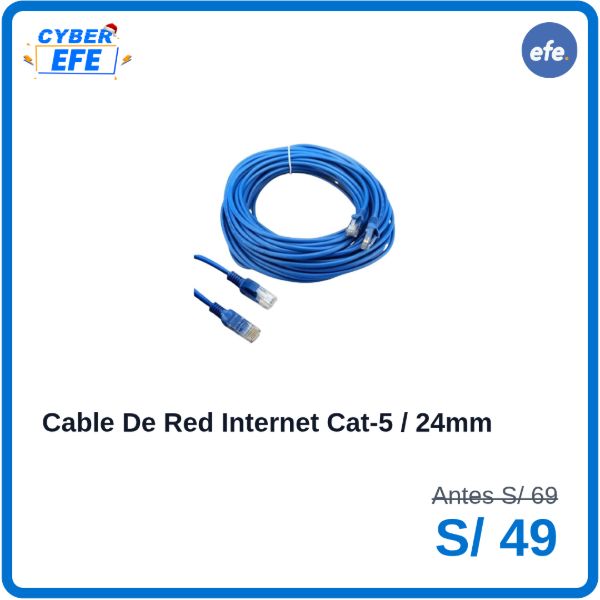 CYBER
EFE
efe.
Cable De Red Internet Cat-5 / 24mm
Antes S/ 69
S/ 49